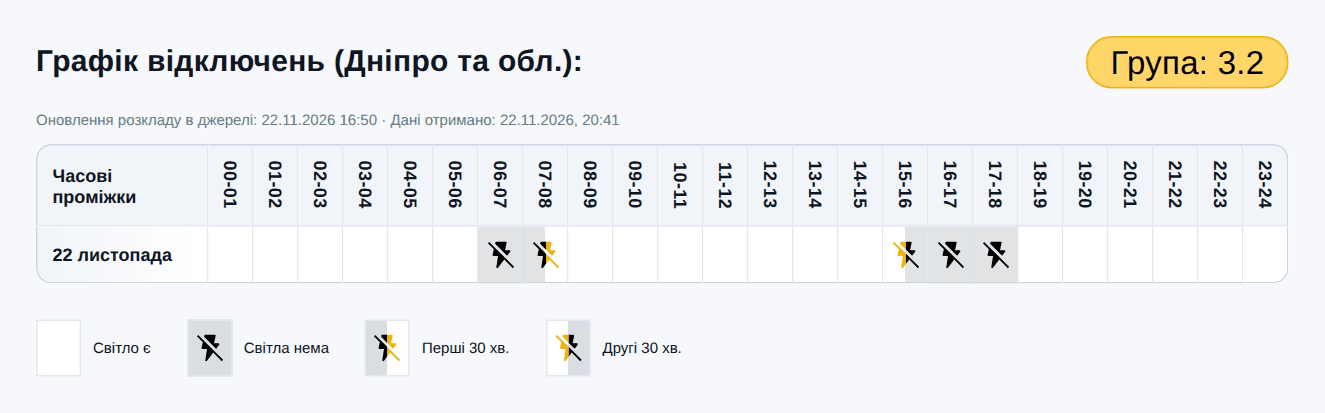 Графік відключень (Дніпро та обл.):
Група: 3.2
Оновлення розкладу в джерелі: 22.11.2026 16:50 · Дані отримано: 22.11.2026, 20:41
Часові
проміжки
00-01
01-02
02-03
03-04
04-05
05-06
06-07
07-08
08-09
09-10
10-11
11-12
12-13
13-14
14-15
15-16
16-17
17-18
18-19
19-20
20-21
21-22
22-23
23-24
22 листопада
Світло є
Світла нема
Перші 30 хв.
Другі 30 хв.